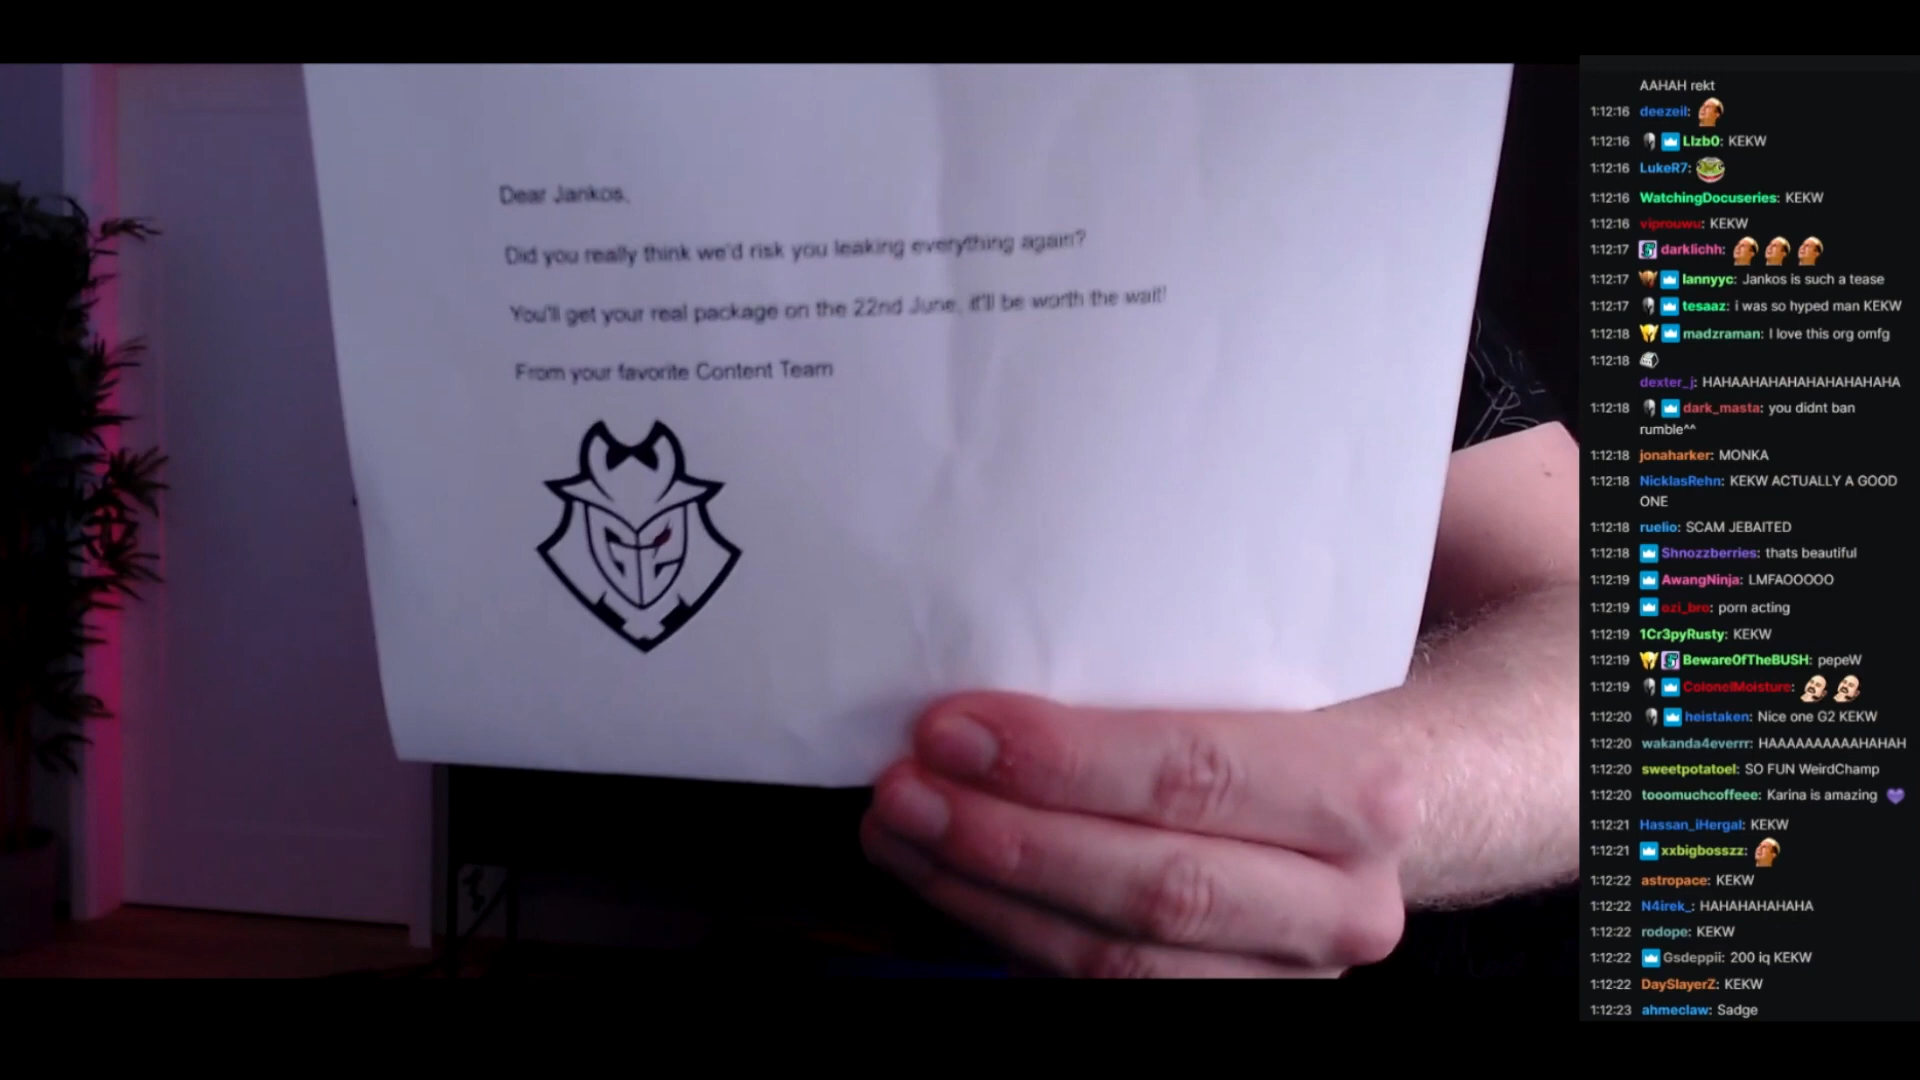 Dear Jankos,
Did you really think we'd risk you leaking everything again?
You'll get your real package on the 22nd June, it'll be worth the wait!
From your favorite Content Team
G2
AAHAH rekt
1:12:16 deezeil:
1:12:16 LIzb0: KEKW
1:12:16 LukeR7:
1:12:16 WatchingDocuseries: KEKW
1:12:16 viprouwu: KEKW
1:12:17 darklichh:
1:12:17 lannyyc: Jankos is such a tease
1:12:17 tesaaz: i was so hyped man KEKW
1:12:18 madzraman: I love this org omfg
1:12:18
dexter_j: HAHAAHAHAHAHAHAHAHA
1:12:18 dark_masta: you didnt ban
rumble^^
1:12:18 jonaharker: MONKA
1:12:18 NicklasRehn: KEKW ACTUALLY A GOOD
ONE
1:12:18 ruelio: SCAM JEBAITED
1:12:18 Shnozzberries: thats beautiful
1:12:19 AwangNinja: LMFAOOOOO
1:12:19 ozi_bro: porn acting
1:12:19 1Cr3pyRusty: KEKW
1:12:19 BewareOfTheBUSH: pepeW
1:12:19 ColonelMoisture:
1:12:20 heistaken: Nice one G2 KEKW
1:12:20 wakanda4everrr: HAAAAAAAAAAHAHAH
1:12:20 sweetpotatoel: SO FUN WeirdChamp
1:12:20 tooomuchcoffeee: Karina is amazing
1:12:21 Hassan_iHergal: KEKW
1:12:21 xxbigbosszz:
1:12:22 astropace: KEKW
1:12:22 N4irek_: HAHAHAHAHAHA
1:12:22 rodope: KEKW
1:12:22 Gsdeppii: 200 iq KEKW
1:12:22 DaySlayerZ: KEKW
1:12:23 ahmeclaw: Sadge